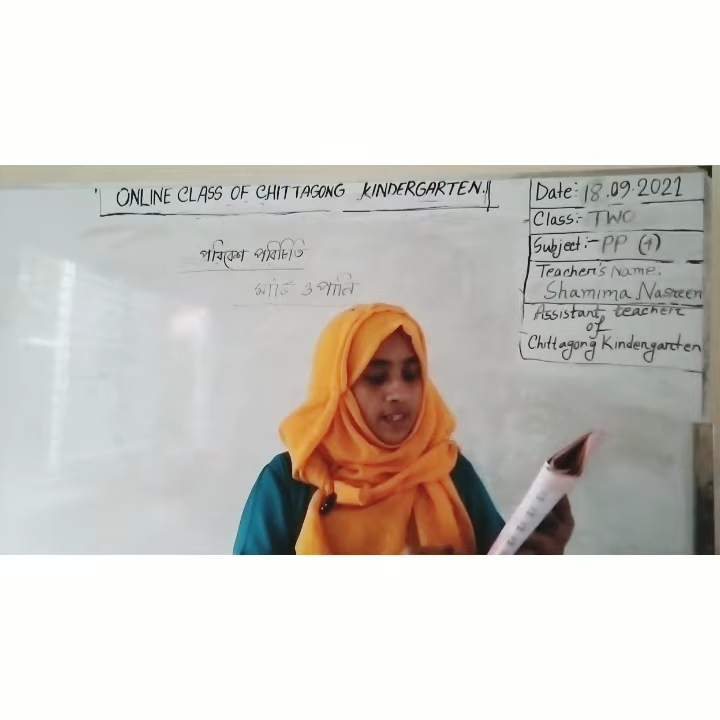 ONLINE CLASS OF CHITTAGONG KINDERGARTEN.
পরিবেশ পরিচিতি
মাটি ও পানি
Date:- 18.09.2021
Class:- TWO
Subject:- PP (1)
Teacher's Name:
Shamima Nasreen
Assistant teacher
of
Chittagong Kindergarten